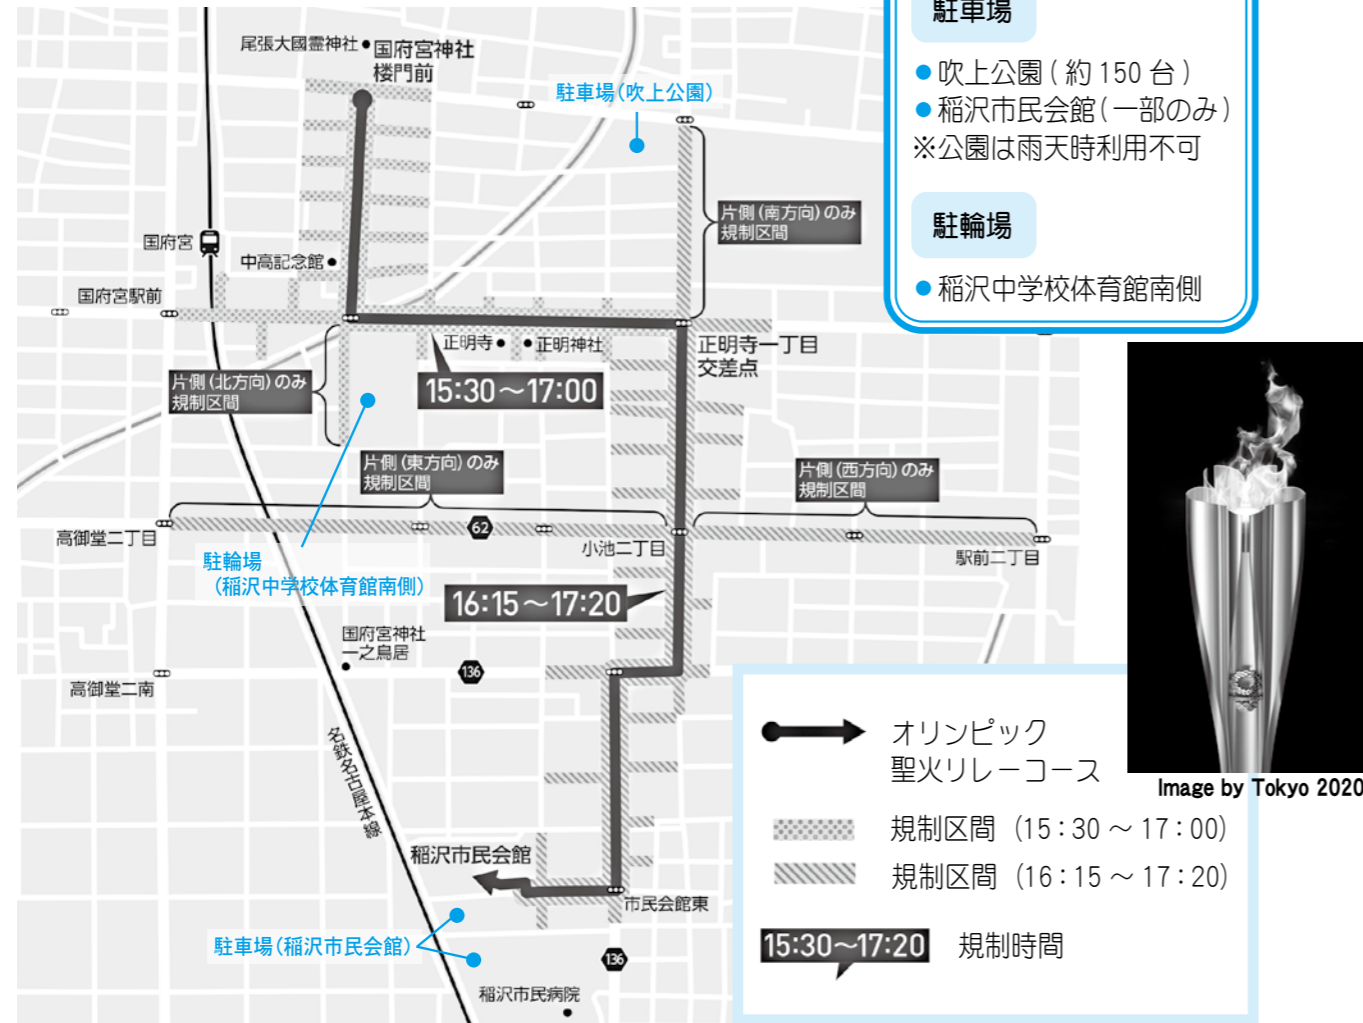 駐車場
●吹上公園(約150台)
●稲沢市民会館(一部のみ)
※公園は雨天時利用不可
駐輪場
●稲沢中学校体育館南側
尾張大國霊神社
国府宮神社
楼門前
駐車場(吹上公園)
片側(南方向)のみ
規制区間
国府宮
中高記念館
国府宮駅前
正明寺
正明神社
正明寺一丁目
交差点
15:30～17:00
片側(北方向)のみ
規制区間
片側(東方向)のみ
規制区間
片側(西方向)のみ
規制区間
高御堂二丁目
62
小池二丁目
駅前二丁目
駐輪場
(稲沢中学校体育館南側)
16:15～17:20
国府宮神社
一之鳥居
136
高御堂二南
名鉄名古屋本線
稲沢市民会館
市民会館東
駐車場(稲沢市民会館)
136
稲沢市民病院
オリンピック
聖火リレーコース
規制区間 (15:30～17:00)
規制区間 (16:15～17:20)
15:30～17:20 規制時間
Image by Tokyo 2020